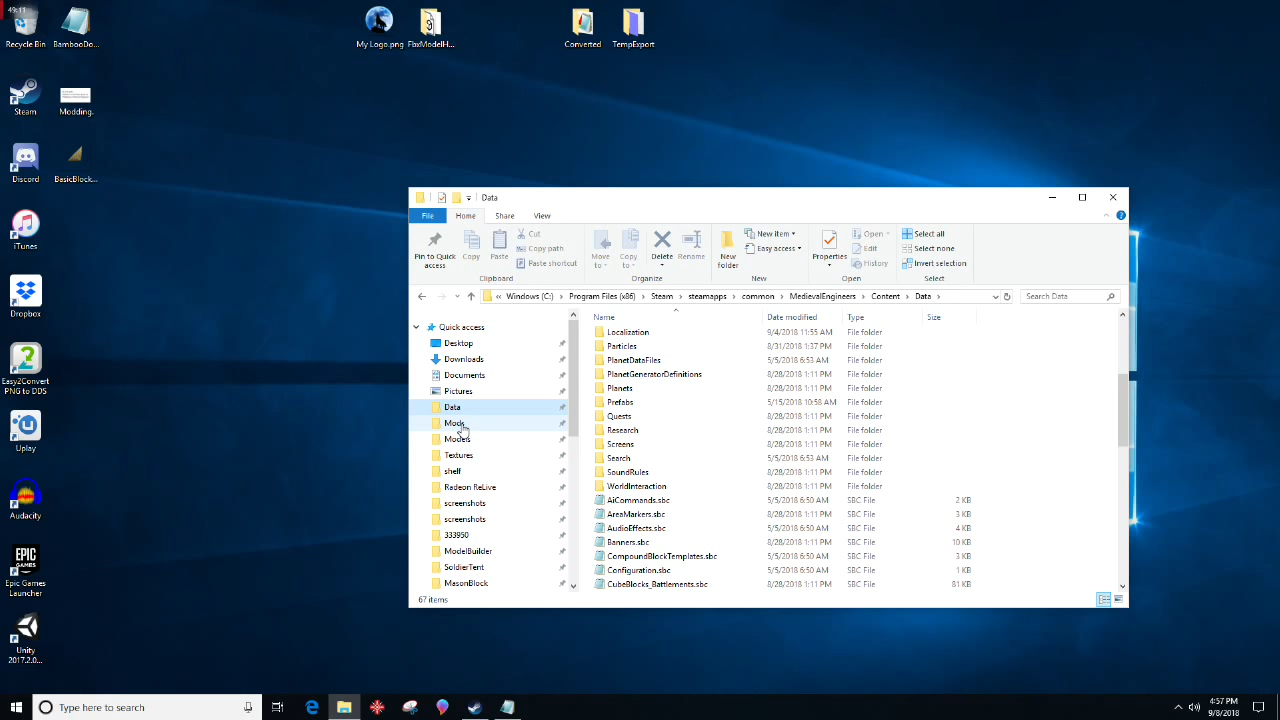 49:11
Recycle Bin
BambooDo...
My Logo.png
FbxModelH...
Converted
TempExport
Steam
Modding.
Discord
BasicBlock...
iTunes
Dropbox
Easy2Convert
PNG to DDS
Uplay
Audacity
Epic Games
Launcher
Unity
2017.2.0...
Data
File
Home
Share
View
Pin to Quick
access
Copy
Paste
Cut
Copy path
Paste shortcut
Clipboard
Move
to
Copy
to
Delete
Rename
Organize
New
folder
New item
Easy access
New
Properties
Open
Edit
History
Open
Select all
Select none
Invert selection
Select
« Windows (C:) > Program Files (x86) > Steam > steamapps > common > MedievalEngineers > Content > Data >
Search Data
Quick access
Desktop
Downloads
Documents
Pictures
Data
Mods
Models
Textures
shelf
Radeon ReLive
screenshots
screenshots
333950
ModelBuilder
SoldierTent
MasonBlock
Name Date modified Type Size
Localization 9/4/2018 11:55 AM File folder
Particles 8/31/2018 1:37 PM File folder
PlanetDataFiles 5/5/2018 6:53 AM File folder
PlanetGeneratorDefinitions 8/28/2018 1:11 PM File folder
Planets 8/28/2018 1:11 PM File folder
Prefabs 5/15/2018 10:58 AM File folder
Quests 8/28/2018 1:11 PM File folder
Research 8/28/2018 1:11 PM File folder
Screens 8/28/2018 1:11 PM File folder
Search 5/5/2018 6:53 AM File folder
SoundRules 8/28/2018 1:11 PM File folder
WorldInteraction 8/28/2018 1:11 PM File folder
AiCommands.sbc 5/5/2018 6:50 AM SBC File 2 KB
AreaMarkers.sbc 8/28/2018 1:11 PM SBC File 3 KB
AudioEffects.sbc 5/5/2018 6:50 AM SBC File 4 KB
Banners.sbc 8/28/2018 1:11 PM SBC File 10 KB
CompoundBlockTemplates.sbc 5/5/2018 6:50 AM SBC File 3 KB
Configuration.sbc 5/5/2018 6:50 AM SBC File 1 KB
CubeBlocks_Battlements.sbc 8/28/2018 1:11 PM SBC File 81 KB
67 items
Type here to search
4:57 PM
9/8/2018